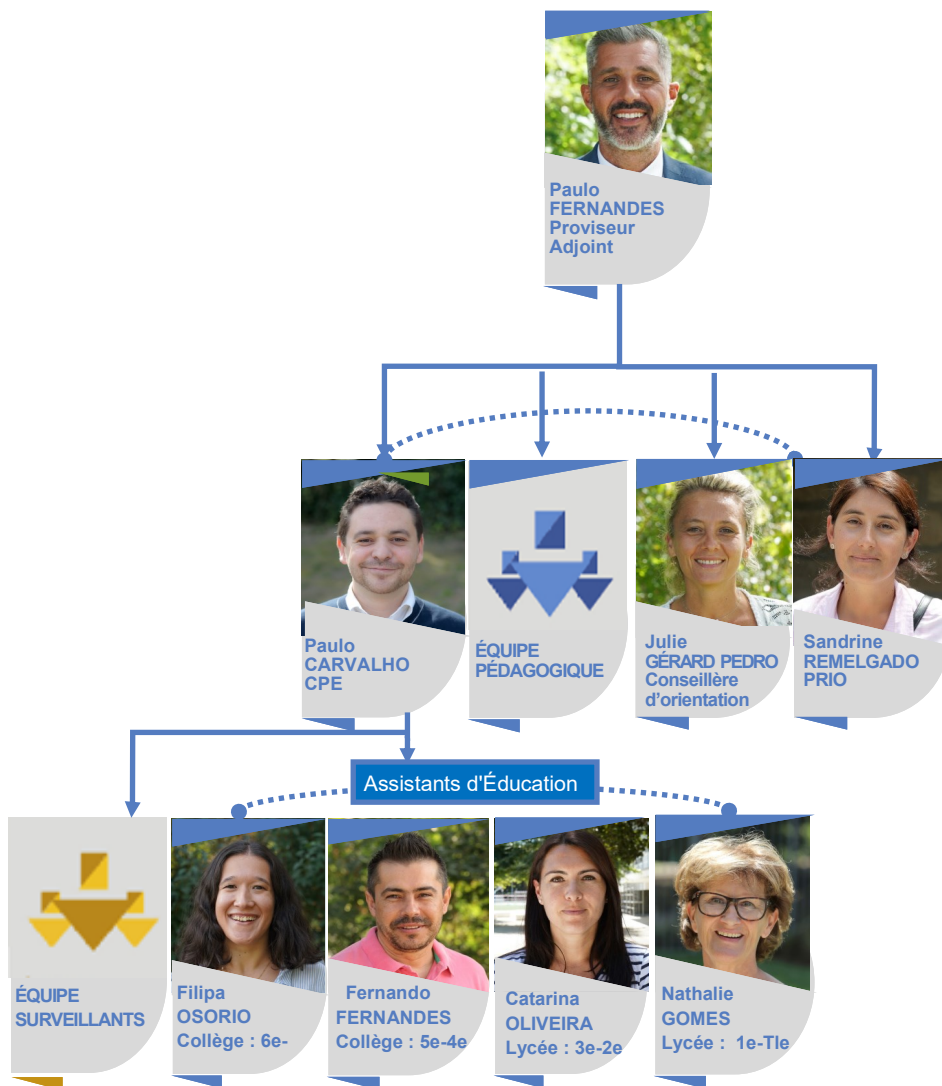 Paulo
FERNANDES
Proviseur
Adjoint
Paulo
CARVALHO
CPE
ÉQUIPE
PÉDAGOGIQUE
Julie
GÉRARD PEDRO
Conseillère
d’orientation
Sandrine
REMELGADO
PRIO
Assistants d'Éducation
ÉQUIPE
SURVEILLANTS
Filipa
OSORIO
Collège : 6e-
Fernando
FERNANDES
Collège : 5e-4e
Catarina
OLIVEIRA
Lycée : 3e-2e
Nathalie
GOMES
Lycée : 1e-Tle